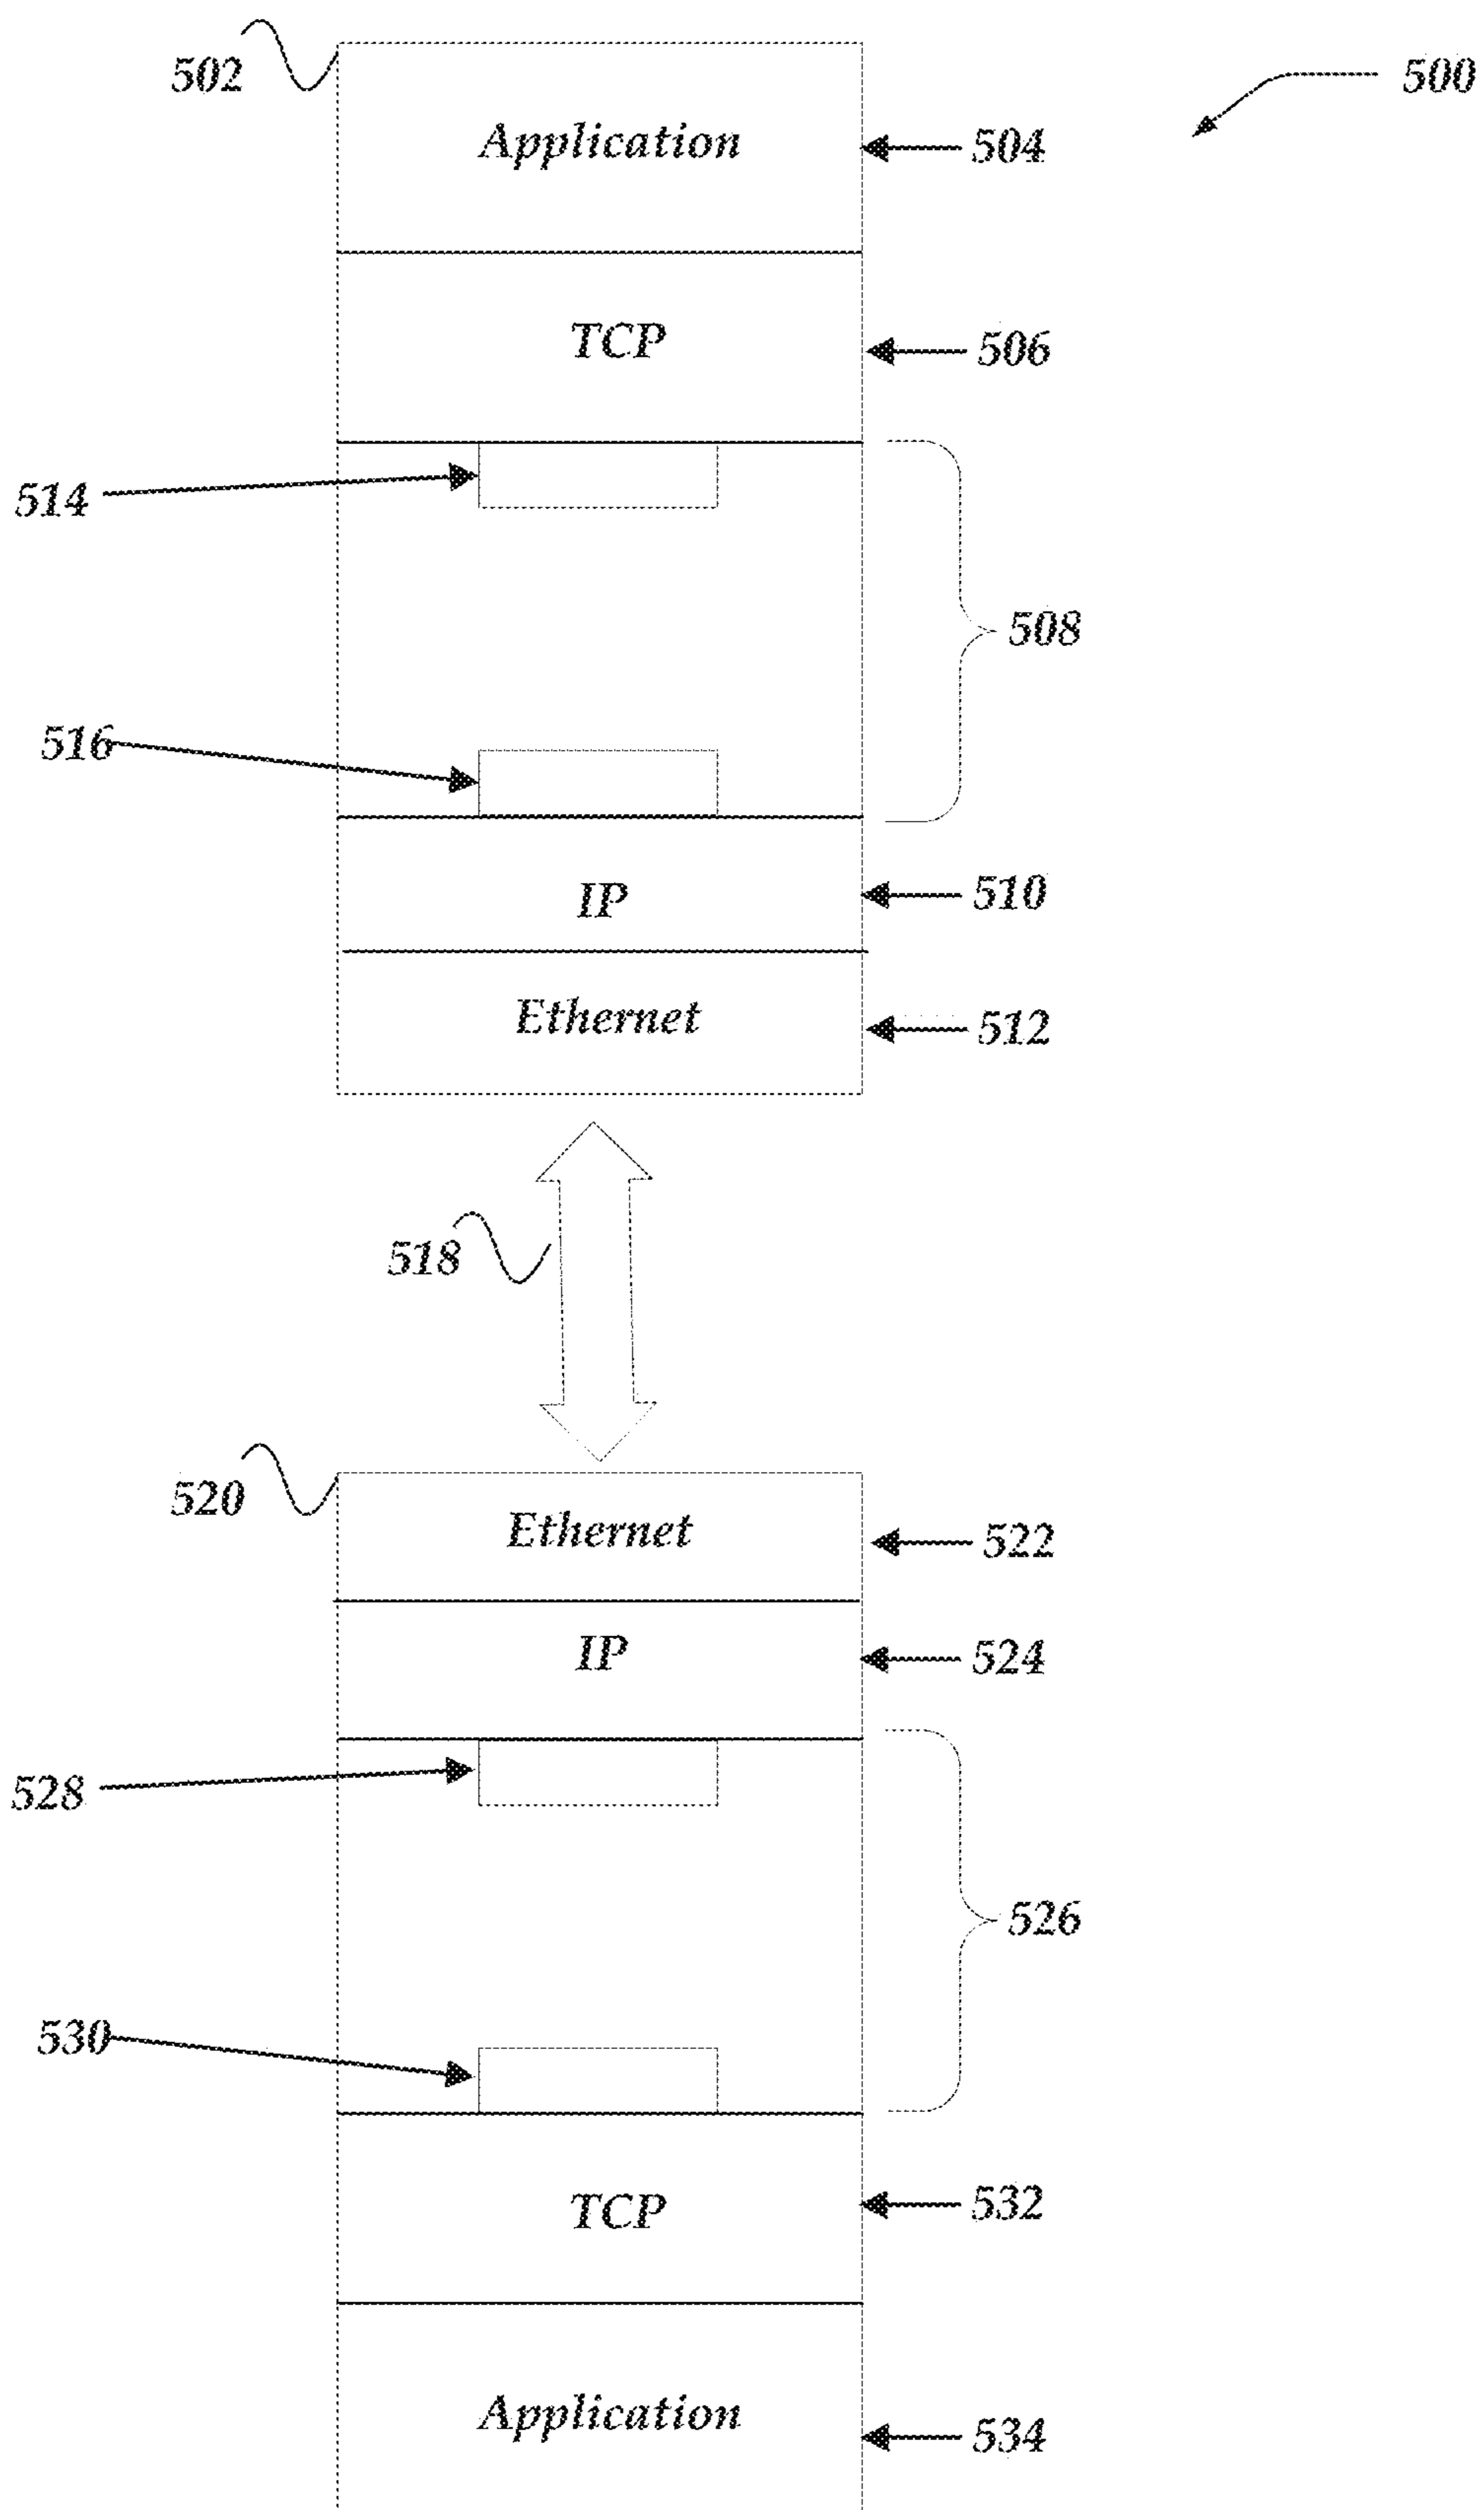 502
500
Application
504
TCP
506
514
508
516
IP
510
Ethernet
512
518
520
Ethernet
522
IP
524
528
526
530
TCP
532
Application
534